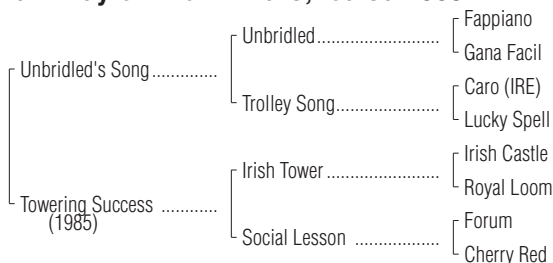 Fappiano
Unbridled....................
Gana Facil
Unbridled's Song.............
Caro (IRE)
Trolley Song.................
Lucky Spell
Irish Castle
Irish Tower ....................
Royal Loom
Towering Success ...........
(1985)
Forum
Social Lesson .................
Cherry Red